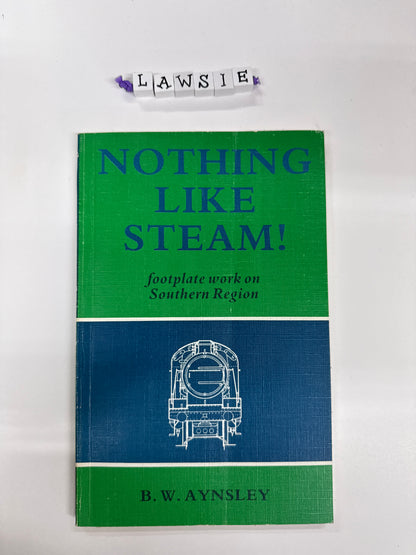 LAWSIE
NOTHING
LIKE
STEAM!
footplate work on
Southern Region
B. W. AYNSLEY